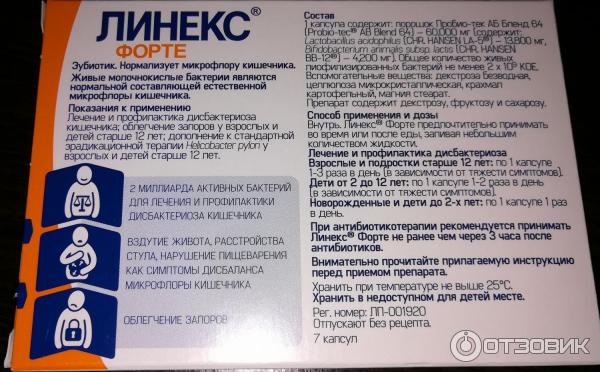 ЛИНЕКС®
ФОРТЕ
Эубиотик. Нормализует микрофлору кишечника.
Живые молочнокислые бактерии являются
нормальной составляющей естественной
микрофлоры кишечника.
Показания к применению
Лечение и профилактика дисбактериоза
кишечника; облегчение запоров у взрослых и
детей старше 12 лет; дополнение к стандартной
эрадикационной терапии Helicobacter pylori у
взрослых и детей старше 12 лет.
2 МИЛЛИАРДА АКТИВНЫХ БАКТЕРИЙ
ДЛЯ ЛЕЧЕНИЯ И ПРОФИЛАКТИКИ
ДИСБАКТЕРИОЗА КИШЕЧНИКА
ВЗДУТИЕ ЖИВОТА, РАССТРОЙСТВА
СТУЛА, НАРУШЕНИЕ ПИЩЕВАРЕНИЯ
КАК СИМПТОМЫ ДИСБАЛАНСА
МИКРОФЛОРЫ КИШЕЧНИКА
ОБЛЕГЧЕНИЕ ЗАПОРОВ
Состав
1 капсула содержит: порошок Пробио-тек АБ Бленд 64
(Probio-tec® AB Blend 64) – 60,000 мг, содержит:
Lactobacillus acidophilus (CHR. HANSEN LA-5®) – 13,800 мг,
Bifidobacterium animalis subsp. lactis (CHR. HANSEN
BB-12®) – 4,200 мг). Общее количество живых
лиофилизированных бактерий не менее 2 х 10⁹ КОЕ.
Вспомогательные вещества: декстроза безводная,
целлюлоза микрокристаллическая, крахмал
картофельный, магния стеарат.
Препарат содержит декстрозу, фруктозу и сахарозу.
Способ применения и дозы
Внутрь. Линекс® Форте предпочтительно принимать
во время или после еды, запивая небольшим
количеством жидкости.
Лечение и профилактика дисбактериоза
Взрослые и подростки старше 12 лет: по 1 капсуле
1-3 раза в день (в зависимости от тяжести симптомов).
Дети от 2 до 12 лет: по 1 капсуле 1-2 раза в день
(в зависимости от тяжести симптомов).
Новорожденные и дети до 2-х лет: по 1 капсуле 1 раз
в день.
При антибиотикотерапии рекомендуется принимать
Линекс® Форте не ранее чем через 3 часа после
антибиотиков.
Внимательно прочитайте прилагаемую инструкцию
перед приемом препарата.
Хранить при температуре не выше 25°C.
Хранить в недоступном для детей месте.
Рег. номер: ЛП-001920
Отпускают без рецепта.
7 капсул
ОТЗОВИК